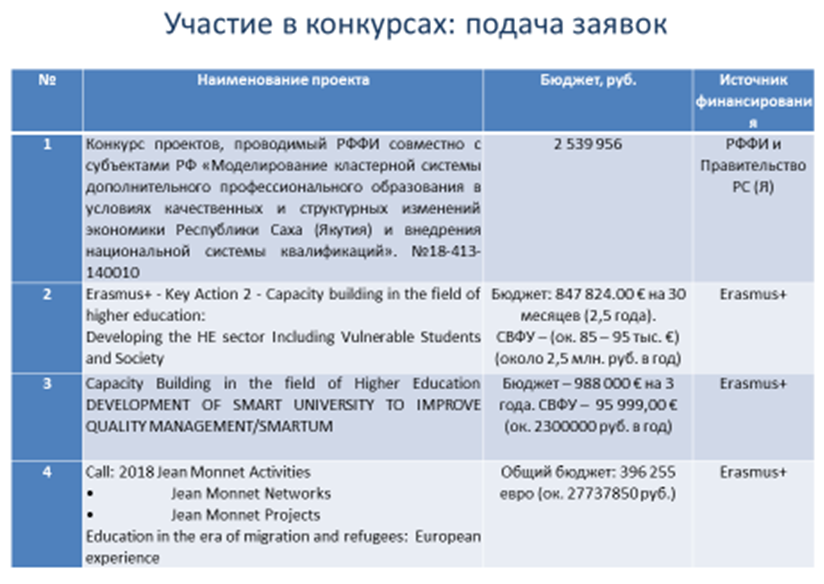 Участие в конкурсах: подача заявок
№
Наименование проекта
Бюджет, руб.
Источник
финансировани
я
1
Конкурс проектов, проводимый РФФИ совместно с
субъектами РФ «Моделирование кластерной системы
дополнительного профессионального образования в
условиях качественных и структурных изменений
экономики Республики Саха (Якутия) и внедрения
национальной системы квалификаций». №18-413-
140010
2 539 956
РФФИ и
Правительство
РС (Я)
2
Erasmus+ - Key Action 2 - Capacity building in the field of
higher education:
Developing the HE sector Including Vulnerable Students
and Society
Бюджет: 847 824.00 € на 30
месяцев (2,5 года).
СВФУ – (ок. 85 – 95 тыс. €)
(около 2,5 млн. руб. в год)
Erasmus+
3
Capacity Building in the field of Higher Education
DEVELOPMENT OF SMART UNIVERSITY TO IMPROVE
QUALITY MANAGEMENT/SMARTUM
Бюджет – 988 000 € на 3
года. СВФУ – 95 999,00 €
(ок. 2300000 руб. в год)
Erasmus+
4
Call: 2018 Jean Monnet Activities
• Jean Monnet Networks
• Jean Monnet Projects
Education in the era of migration and refugees: European
experience
Общий бюджет: 396 255
евро (ок. 27737850 руб.)
Erasmus+